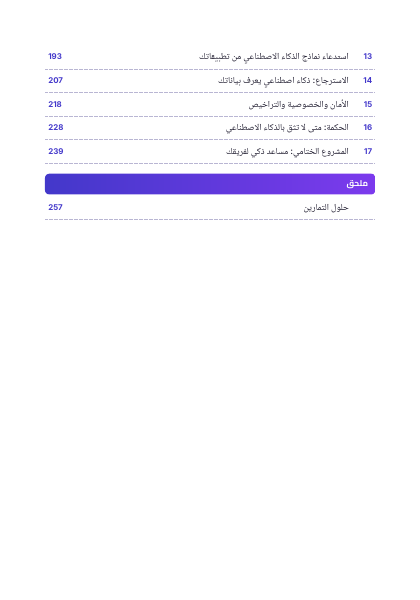 13 استدعاء نماذج الذكاء الاصطناعي من تطبيقاتك 193
14 الاسترجاع: ذكاء اصطناعي يعرف بياناتك 207
15 الأمان والخصوصية والتراخيص 218
16 الحكمة: متى لا تثق بالذكاء الاصطناعي 228
17 المشروع الختامي: مساعد ذكي لفريقك 239
ملحق
حلول التمارين 257